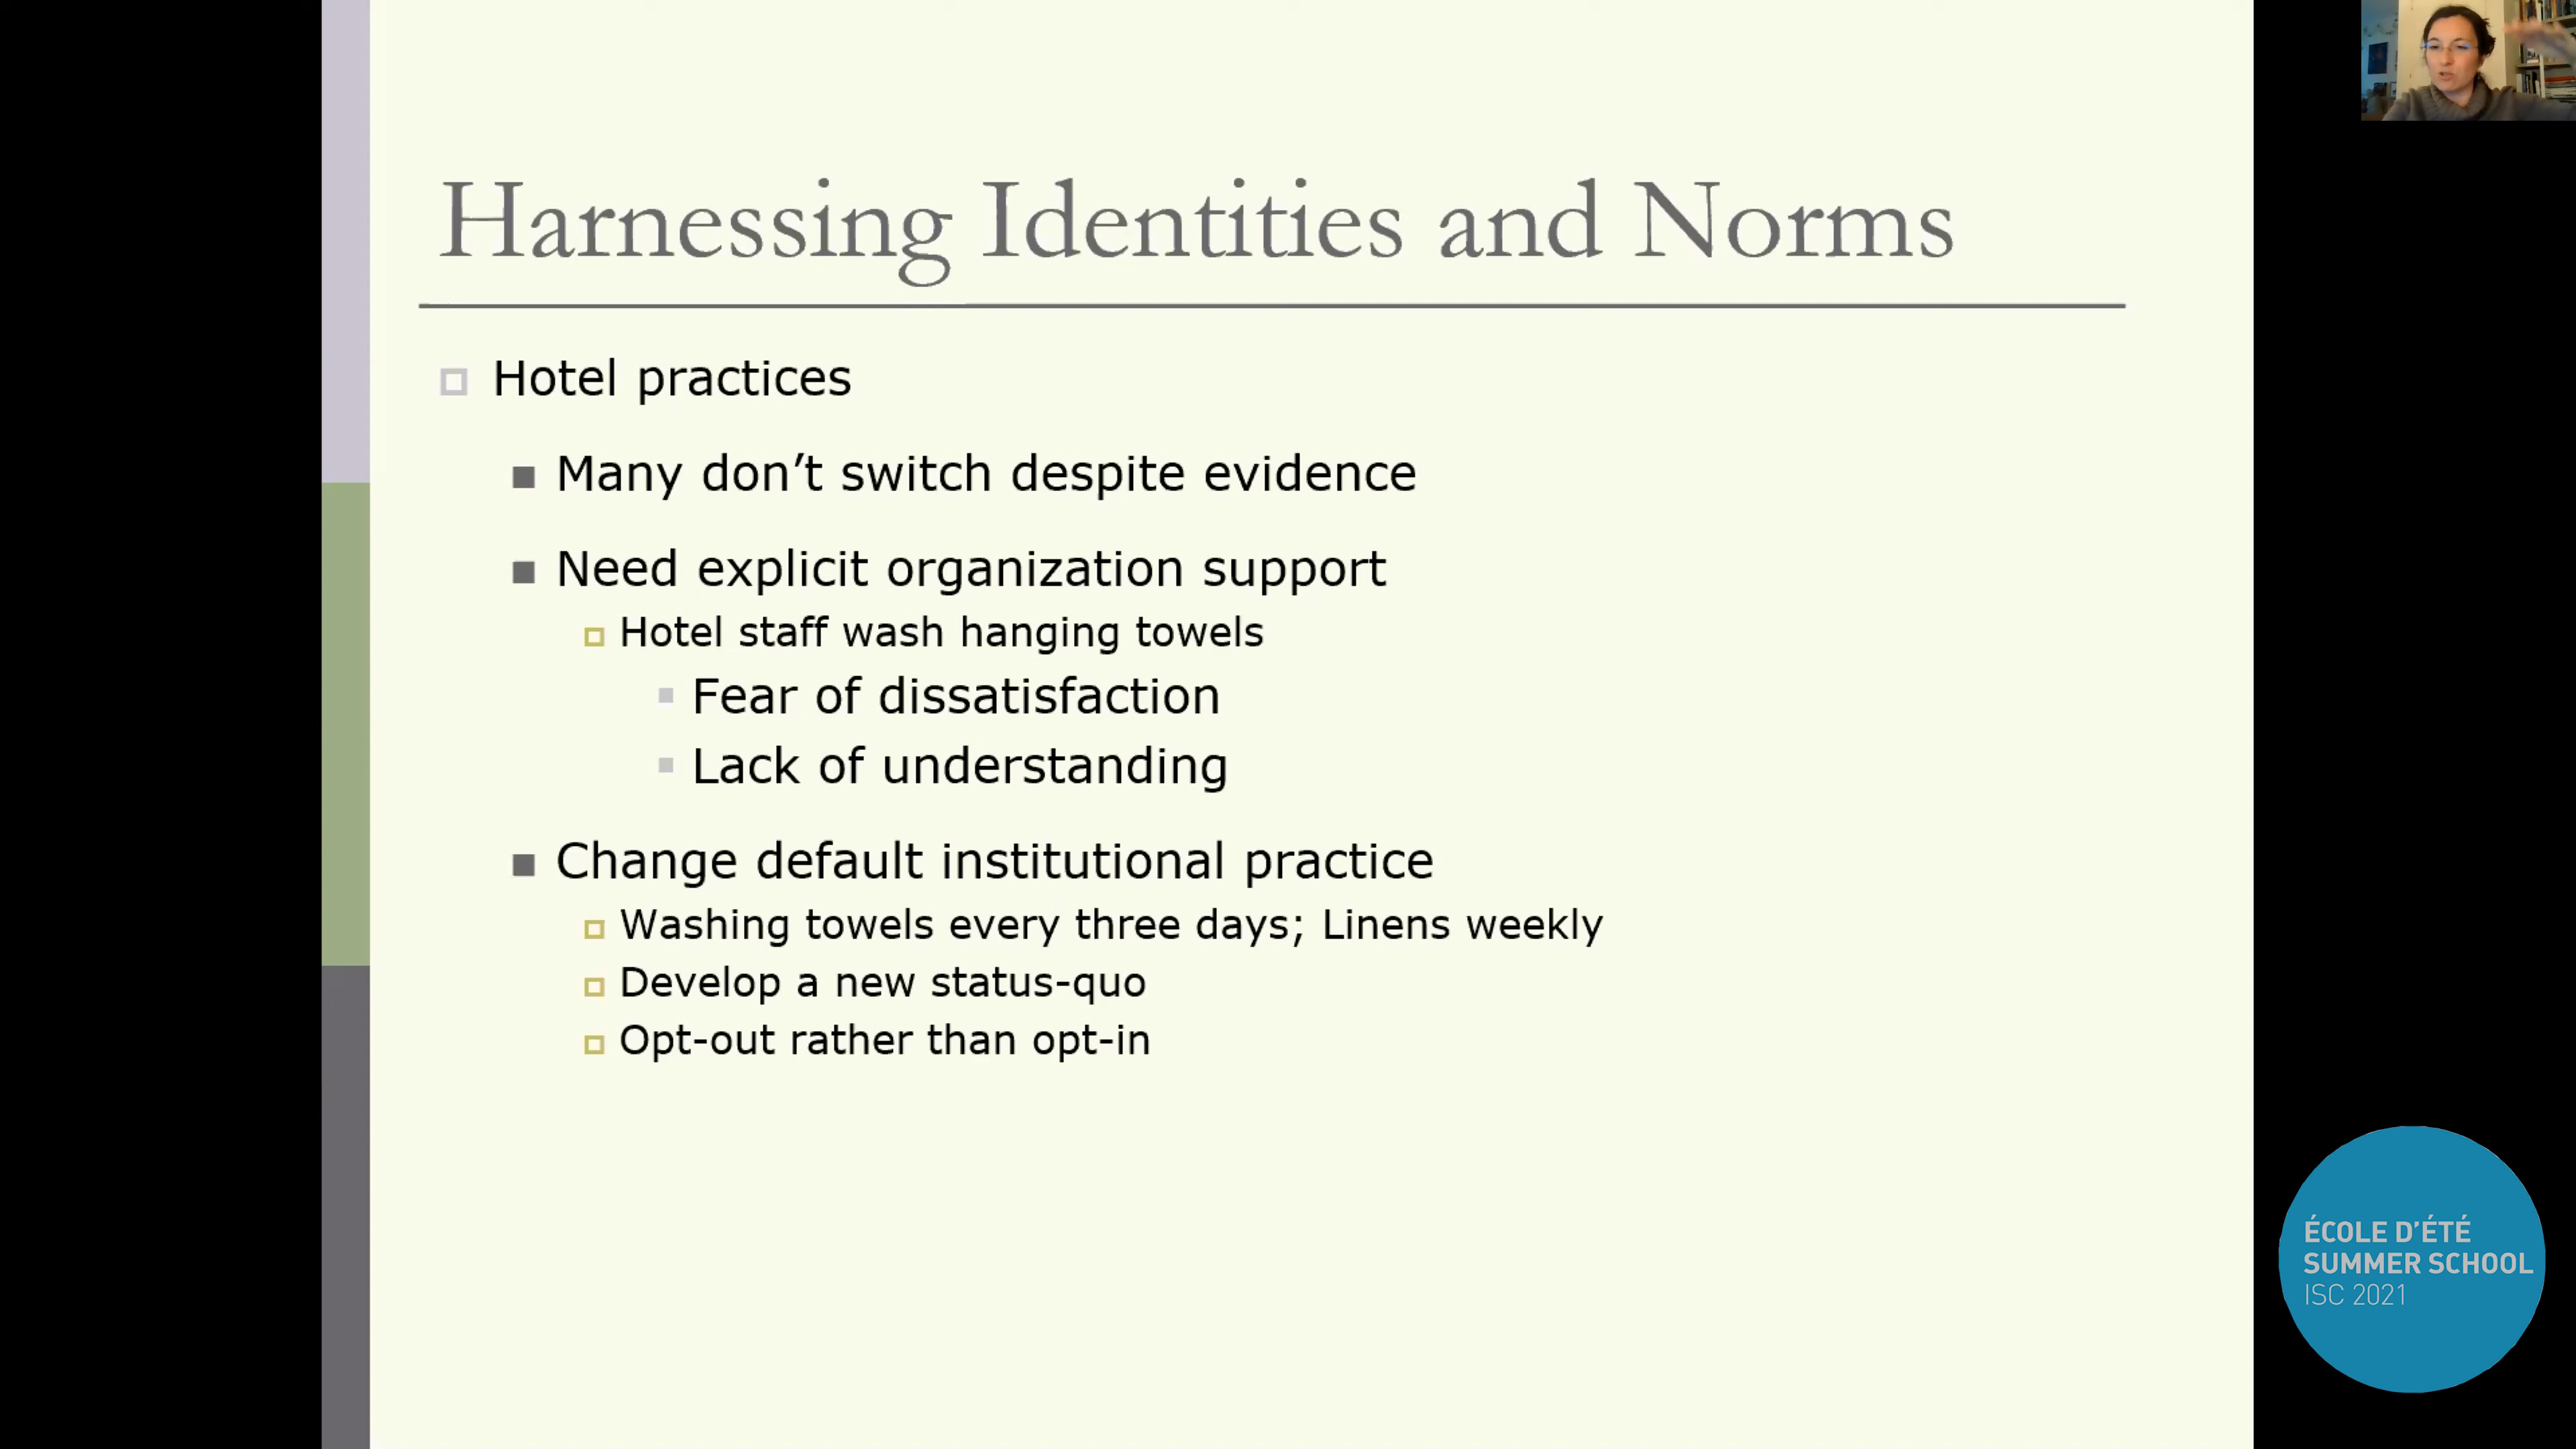 Harnessing Identities and Norms
Hotel practices
Many don’t switch despite evidence
Need explicit organization support
Hotel staff wash hanging towels
Fear of dissatisfaction
Lack of understanding
Change default institutional practice
Washing towels every three days; Linens weekly
Develop a new status-quo
Opt-out rather than opt-in
ÉCOLE D’ÉTÉ
SUMMER SCHOOL
ISC 2021